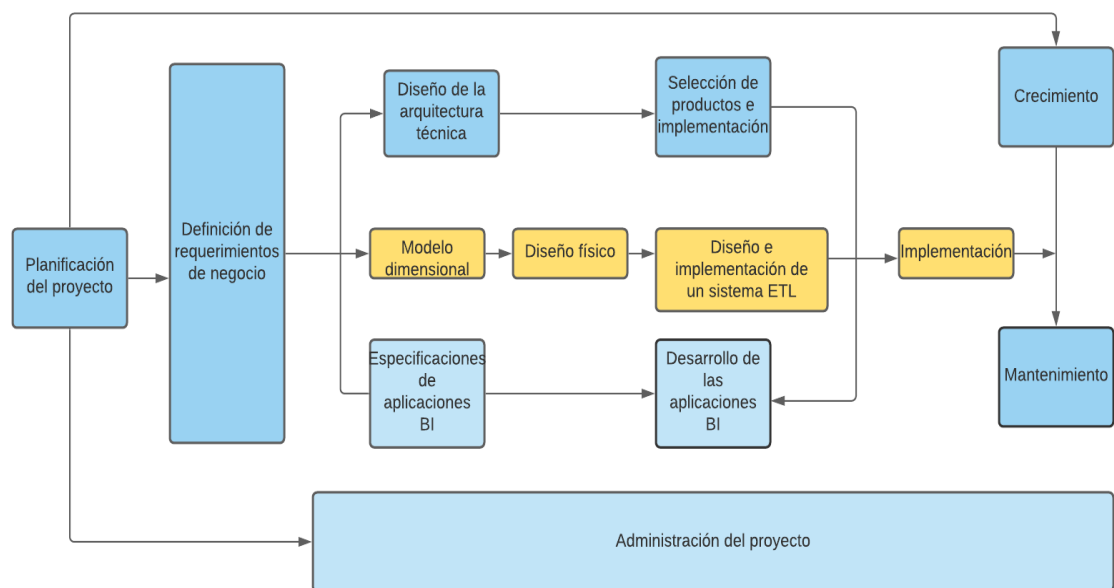 Planificación
del proyecto
Definición de
requerimientos
de negocio
Diseño de la
arquitectura
técnica
Selección de
productos e
implementación
Modelo
dimensional
Diseño físico
Diseño e
implementación de
un sistema ETL
Implementación
Especificaciones
de
aplicaciones
BI
Desarrollo de
las
aplicaciones
BI
Crecimiento
Mantenimiento
Administración del proyecto